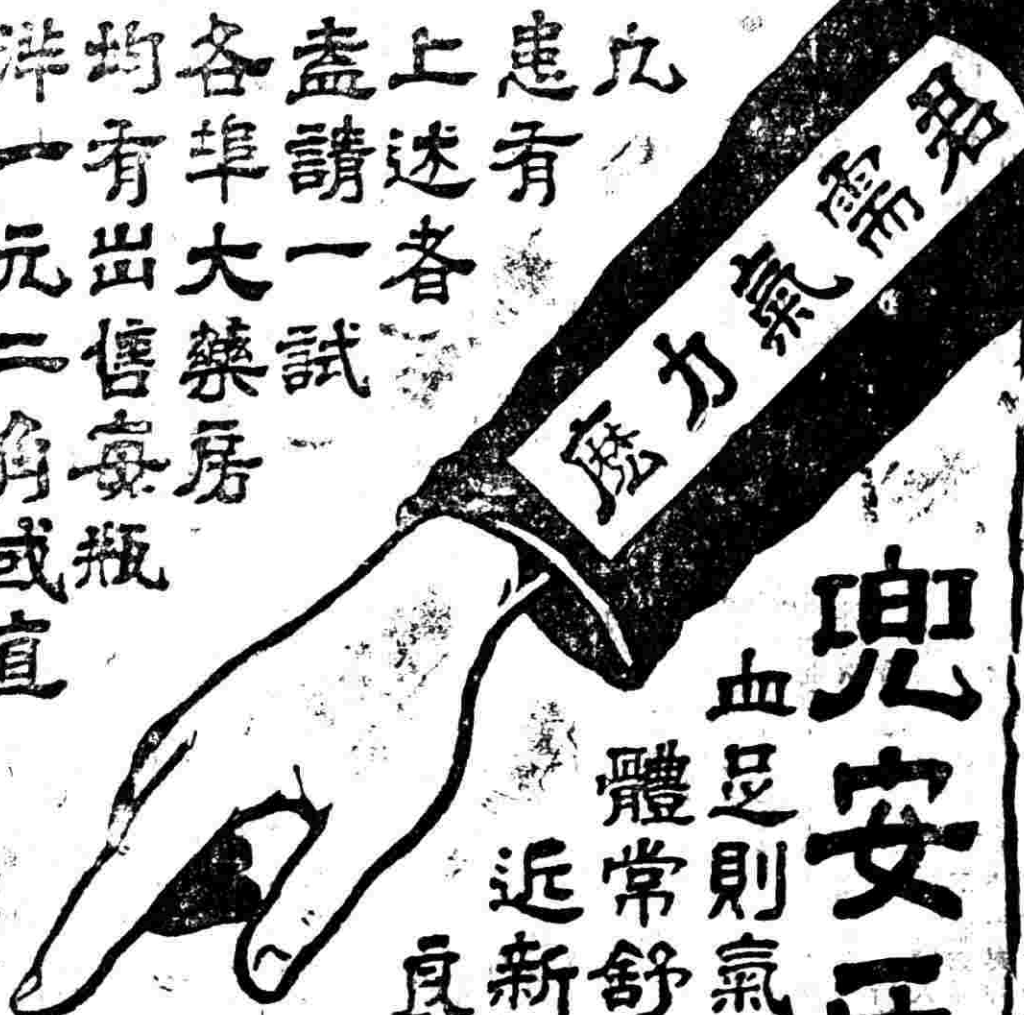 君需氣力麼
凡
患有
上述者
盍請一試
各埠大藥房
均有出售每瓶
洋一元二角或直
兜安
血足則氣
體常舒
近新